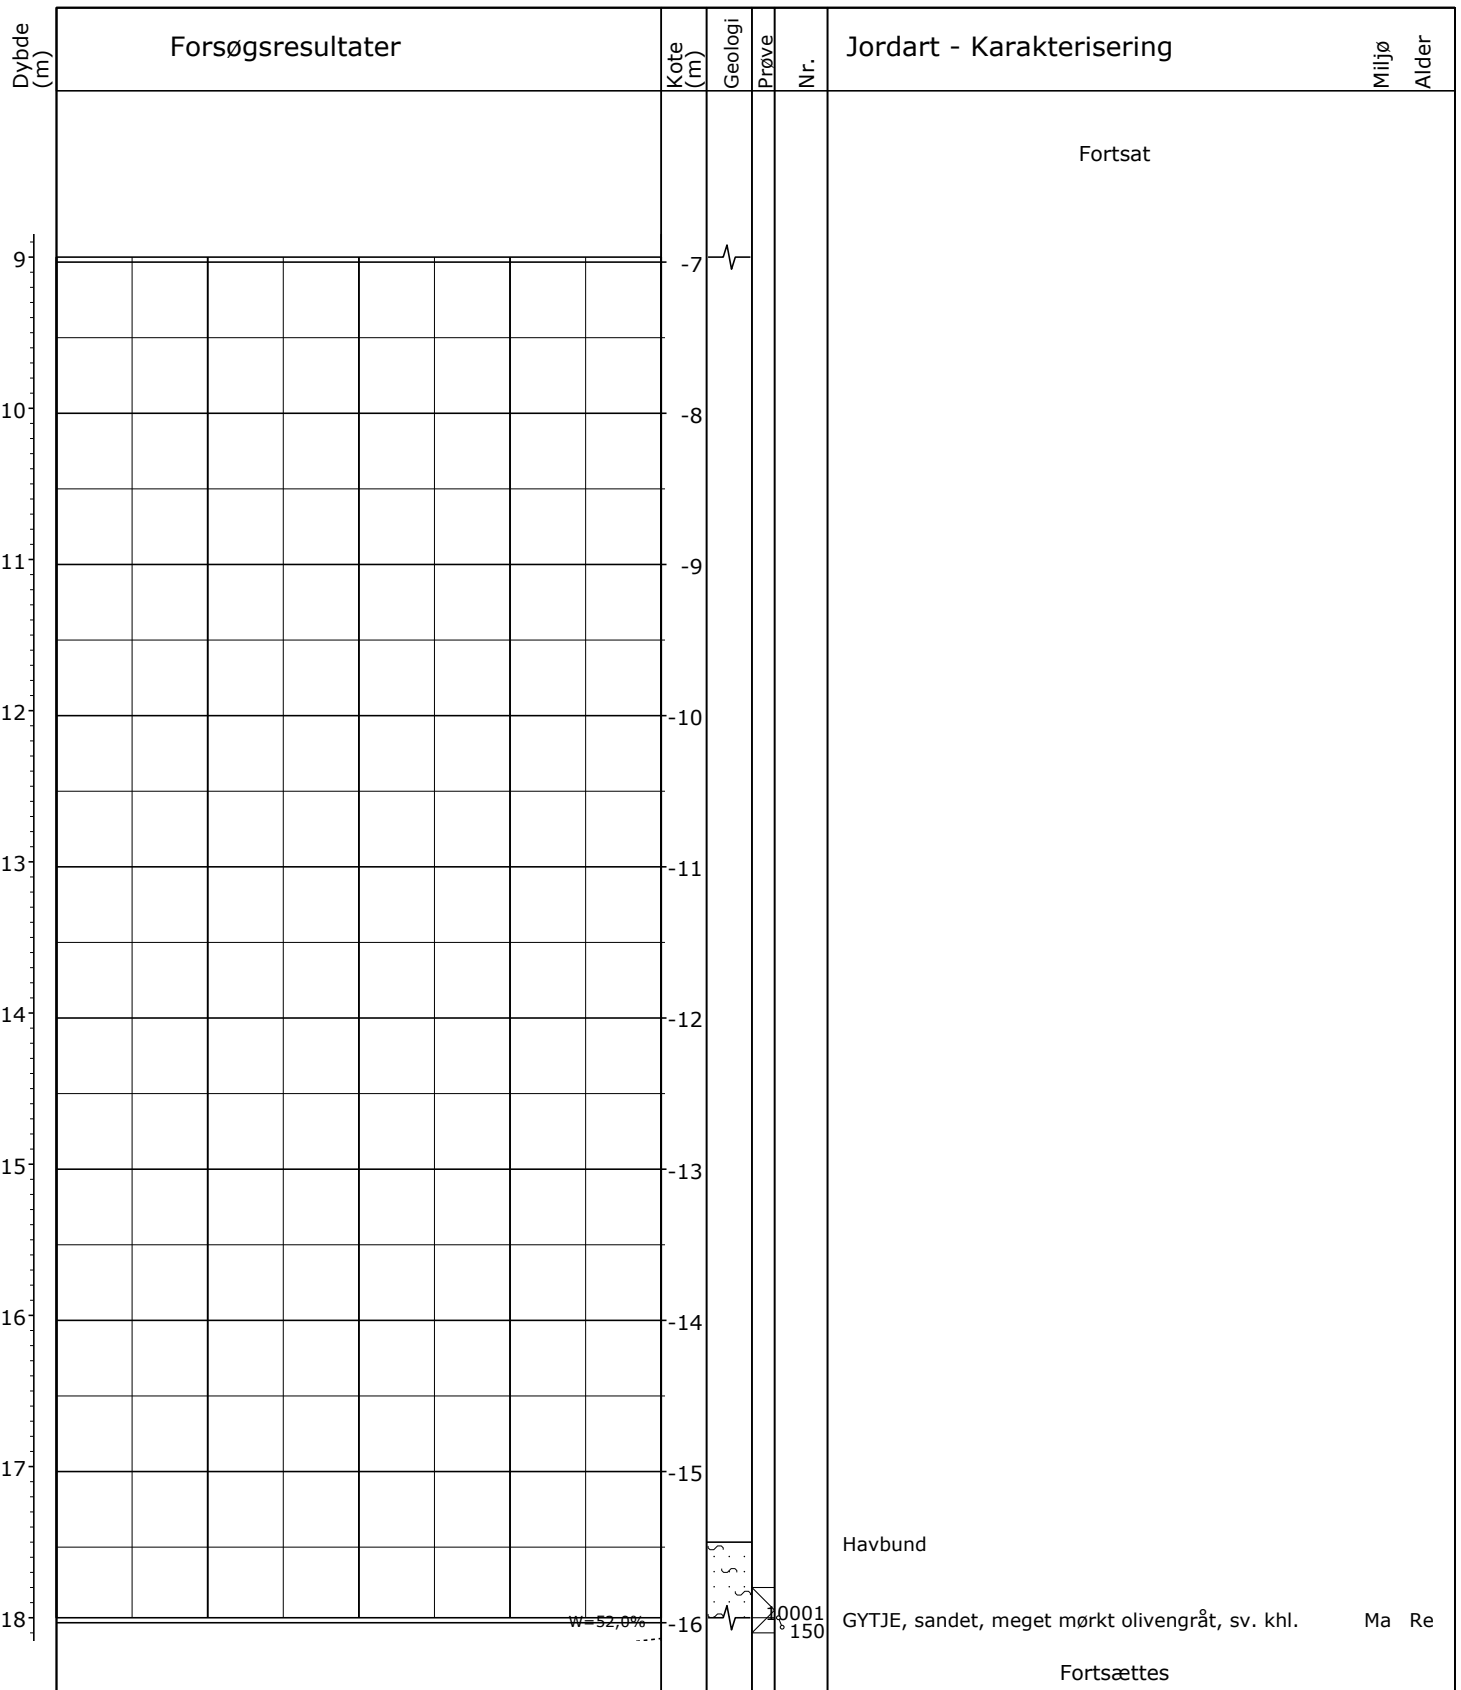 Dybde (m)
Forsøgsresultater
Kote (m)
Geologi
Prøve
Nr.
Jordart - Karakterisering
Miljø
Alder
Fortsat
9
-7
10
-8
11
-9
12
-10
13
-11
14
-12
15
-13
16
-14
17
-15
Havbund
18
W=52,0%
-16
10001
150
GYTJE, sandet, meget mørkt olivengråt, sv. khl. Ma Re
Fortsættes